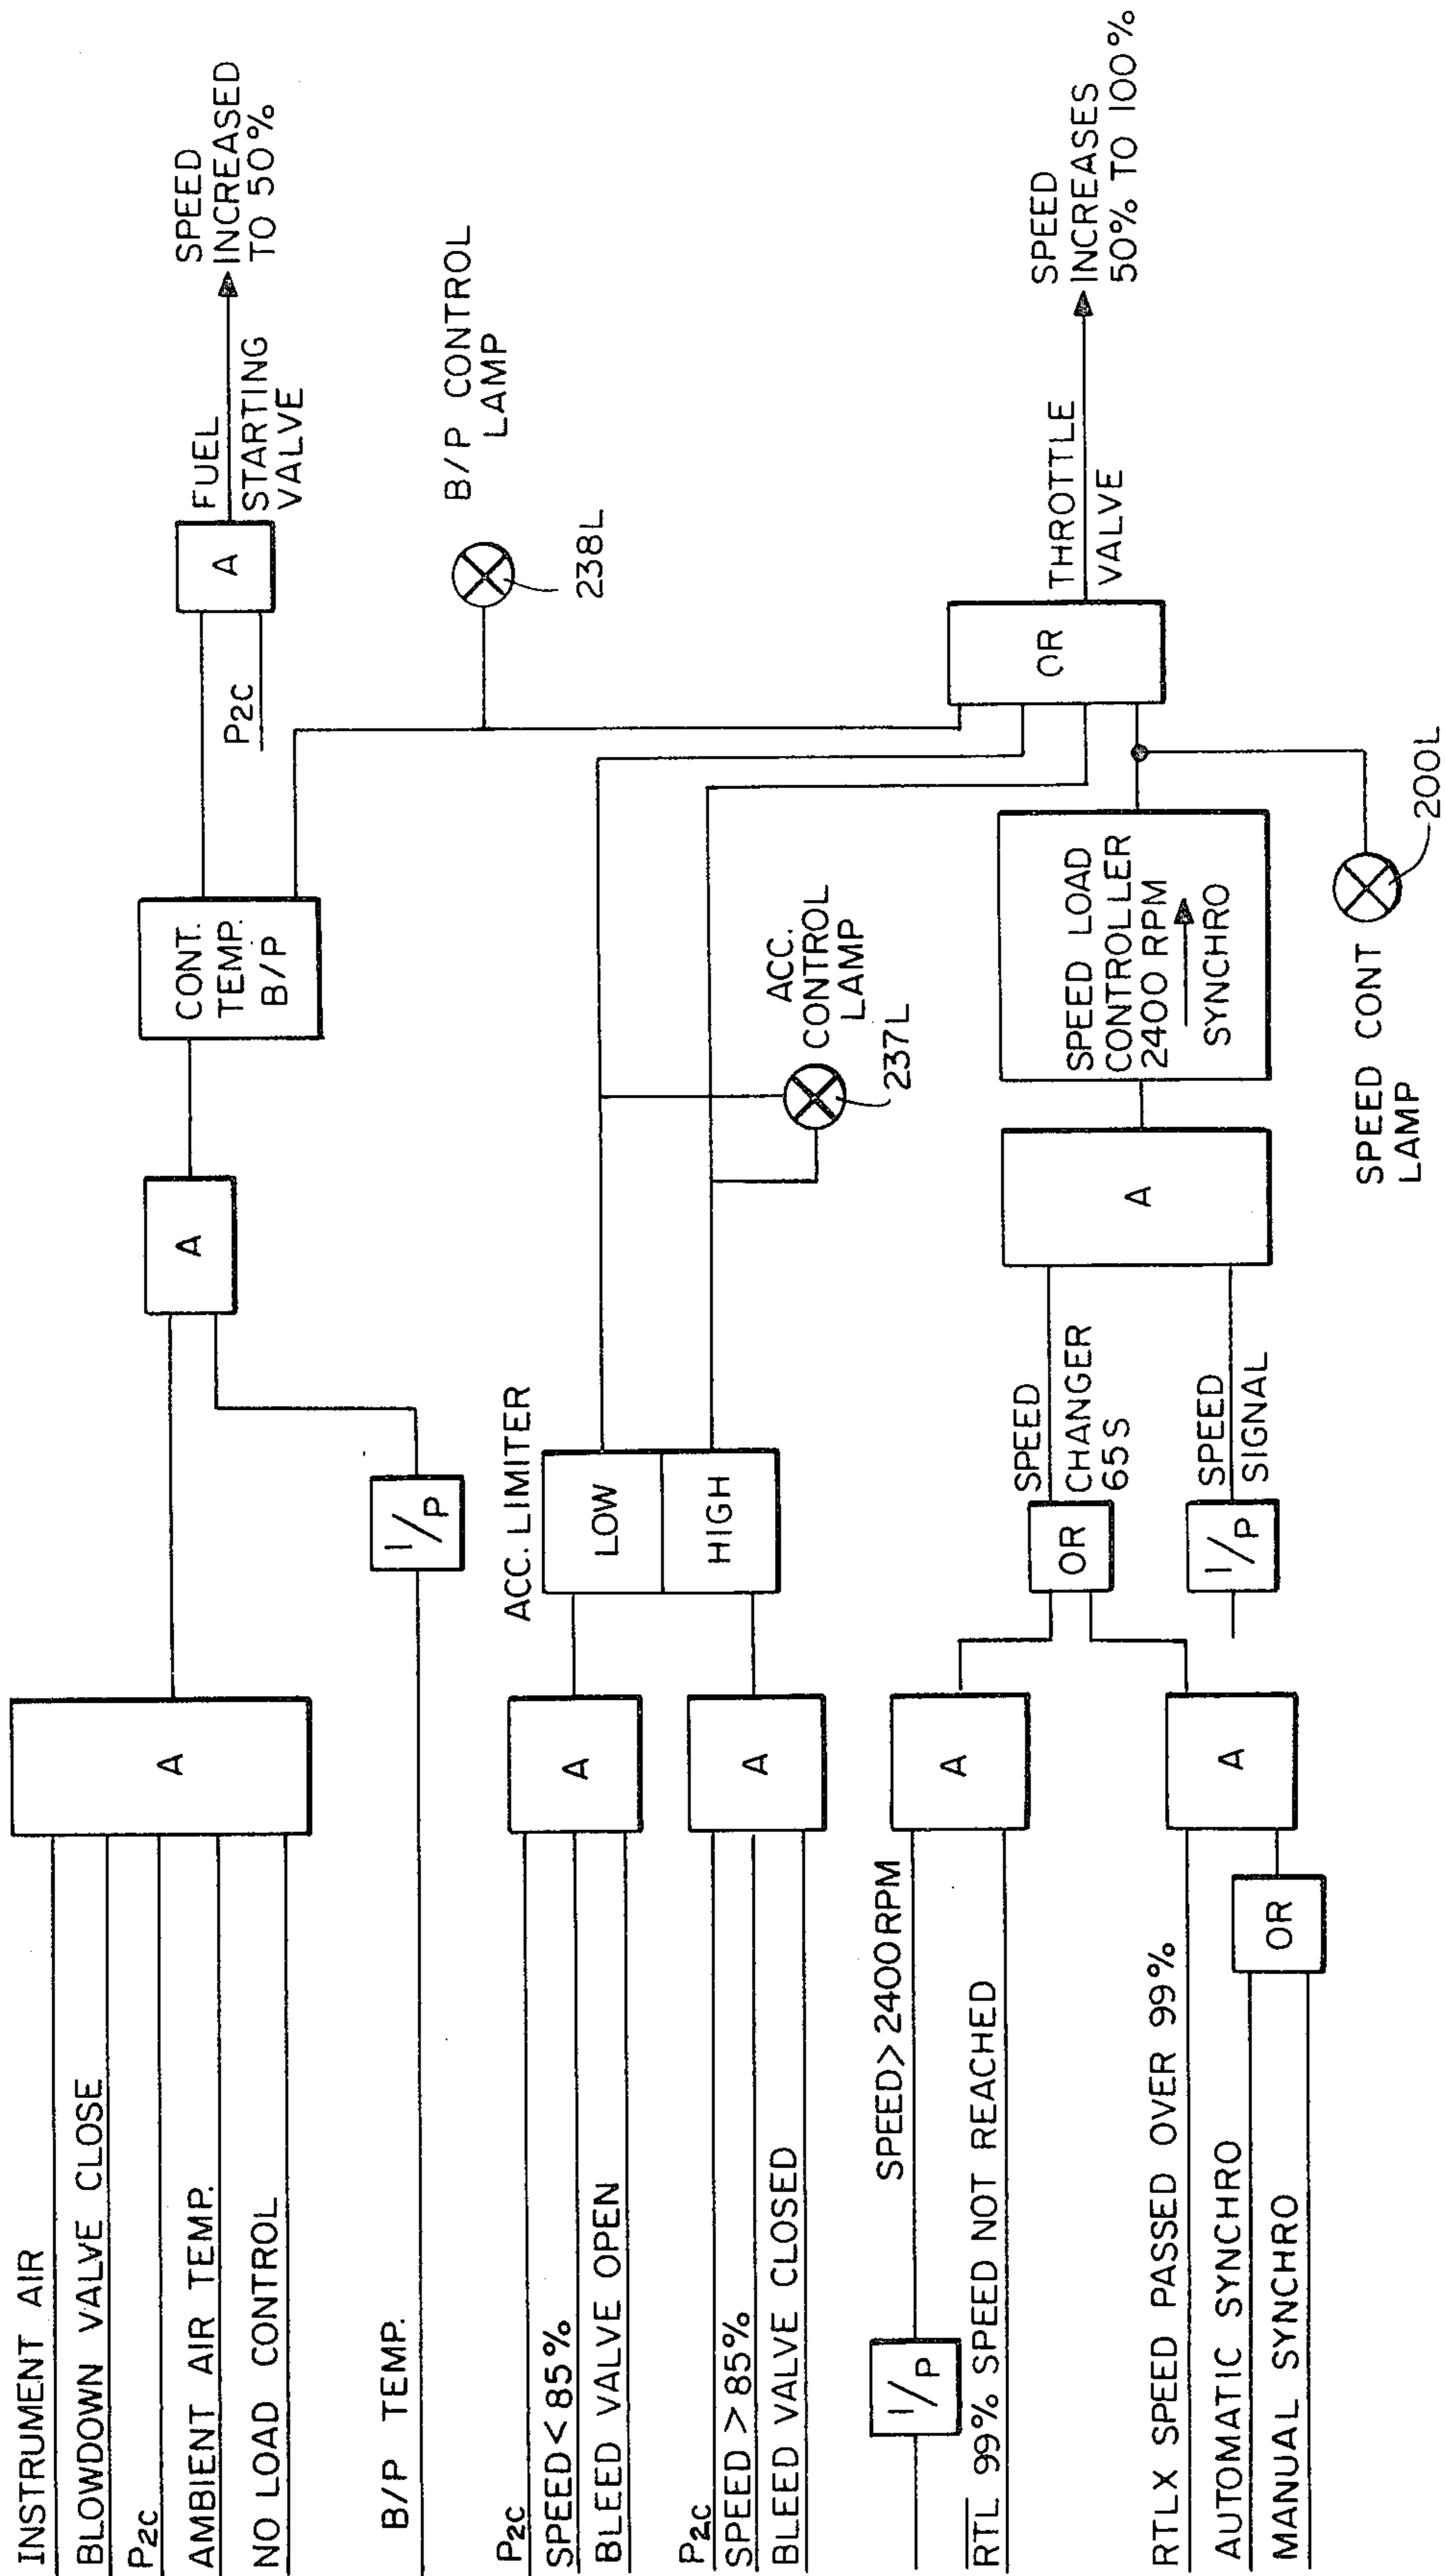 INSTRUMENT AIR
BLOWDOWN VALVE CLOSE
P2C
AMBIENT AIR TEMP.
NO LOAD CONTROL
A
B/P TEMP.
I/P
A
CONT.
TEMP.
B/P
P2C
A
FUEL
STARTING
VALVE
SPEED
INCREASED
TO 50%
B/P CONTROL
LAMP
238L
P2C
SPEED < 85%
BLEED VALVE OPEN
A
P2C
SPEED > 85%
BLEED VALVE CLOSED
A
ACC. LIMITER
LOW
HIGH
ACC.
CONTROL
LAMP
237L
I/P
SPEED > 2400RPM
RTL 99% SPEED NOT REACHED
A
RTLX SPEED PASSED OVER 99%
AUTOMATIC SYNCHRO
MANUAL SYNCHRO
OR
A
OR
SPEED
CHANGER
65S
I/P
SPEED
SIGNAL
A
SPEED LOAD
CONTROLLER
2400 RPM
SYNCHRO
SPEED CONT
LAMP
200L
OR
THROTTLE
VALVE
SPEED
INCREASES
50% TO 100%